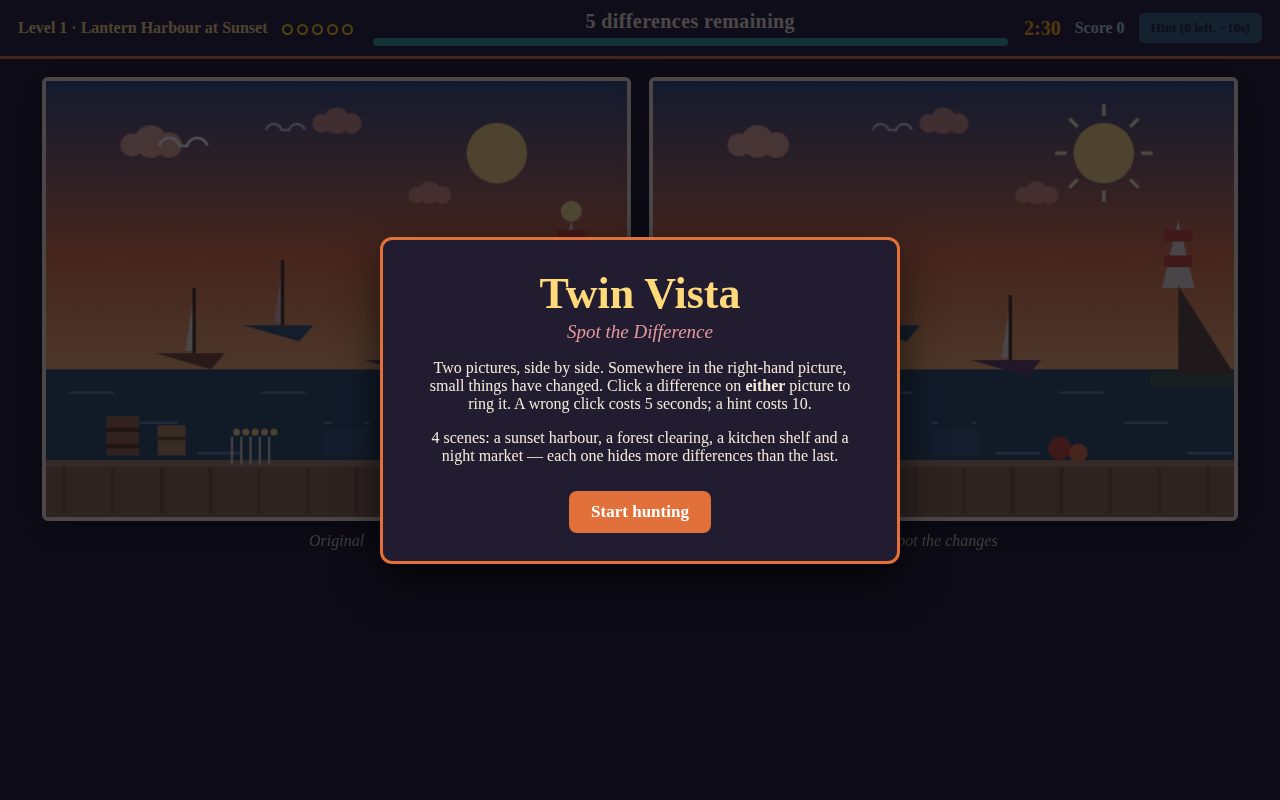 Level 1 · Lantern Harbour at Sunset
5 differences remaining
2:30
Score 0
Hint (0 left, −10s)
Twin Vista
Spot the Difference
Two pictures, side by side. Somewhere in the right-hand picture,
small things have changed. Click a difference on either picture to
ring it. A wrong click costs 5 seconds; a hint costs 10.
4 scenes: a sunset harbour, a forest clearing, a kitchen shelf and a
night market — each one hides more differences than the last.
Start hunting
Original
the changes